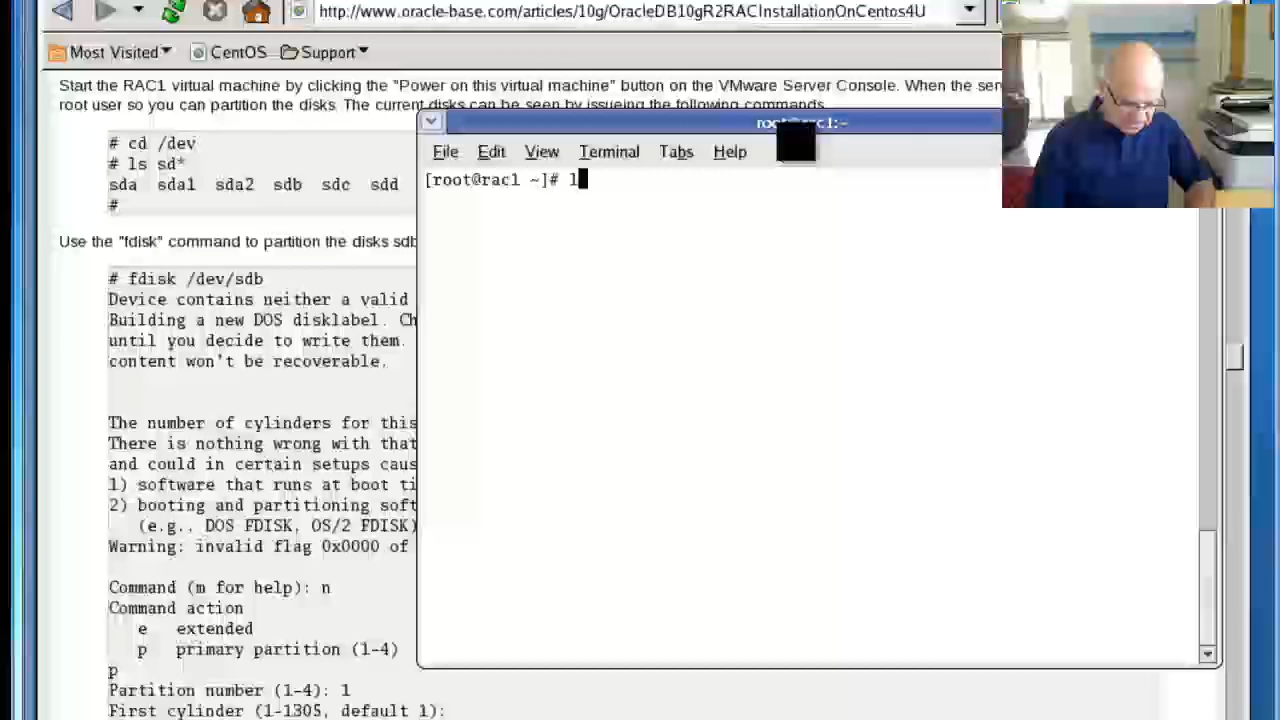 http://www.oracle-base.com/articles/10g/OracleDB10gR2RACInstallationOnCentos4U
Most Visited CentOS Support
Start the RAC1 virtual machine by clicking the "Power on this virtual machine" button on the VMware Server Console. When the ser
root user so you can partition the disks. The current disks can be seen by issueing the following commands.
# cd /dev
# ls sd*
sda sda1 sda2 sdb sdc sdd
#
Use the "fdisk" command to partition the disks sdb
# fdisk /dev/sdb
Device contains neither a valid
Building a new DOS disklabel. Ch
until you decide to write them.
content won't be recoverable.
The number of cylinders for this
There is nothing wrong with that
and could in certain setups caus
1) software that runs at boot ti
2) booting and partitioning soft
(e.g., DOS FDISK, OS/2 FDISK)
Warning: invalid flag 0x0000 of
Command (m for help): n
Command action
e extended
p primary partition (1-4)
p
Partition number (1-4): 1
First cylinder (1-1305, default 1):
root@rac1:~
File Edit View Terminal Tabs Help
[root@rac1 ~]# l